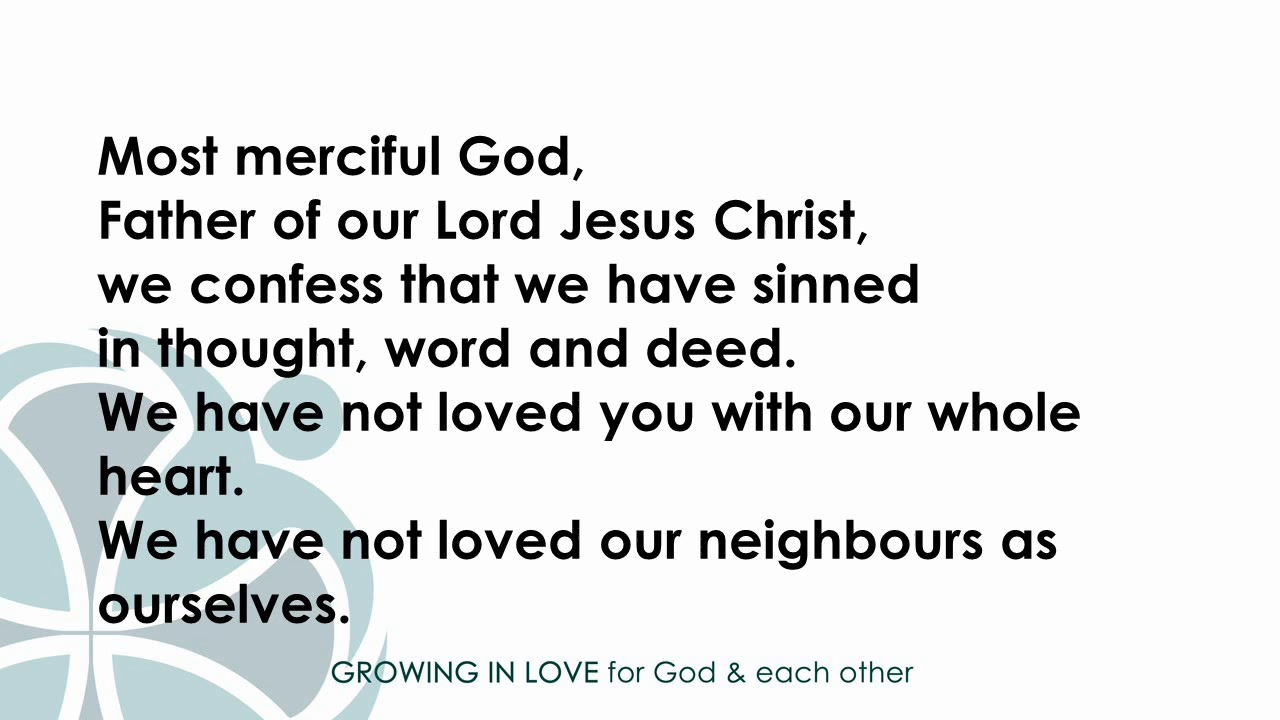 Most merciful God,
Father of our Lord Jesus Christ,
we confess that we have sinned
in thought, word and deed.
We have not loved you with our whole
heart.
We have not loved our neighbours as
ourselves.
GROWING IN LOVE for God & each other